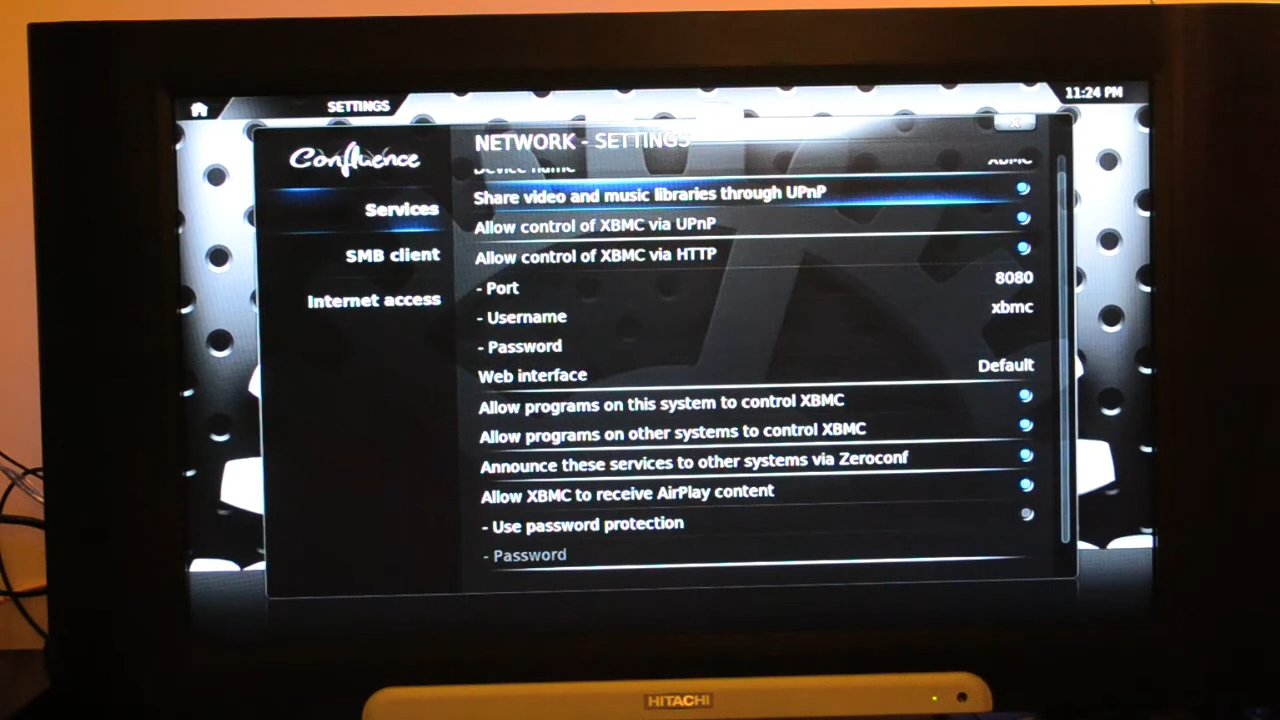 SETTINGS
11:24 PM
Confluence
NETWORK - SETTINGS
X
Device name XBMC
Services
SMB client
Internet access
Share video and music libraries through UPnP
Allow control of XBMC via UPnP
Allow control of XBMC via HTTP
- Port 8080
- Username xbmc
- Password
Web interface Default
Allow programs on this system to control XBMC
Allow programs on other systems to control XBMC
Announce these services to other systems via Zeroconf
Allow XBMC to receive AirPlay content
- Use password protection
- Password
HITACHI